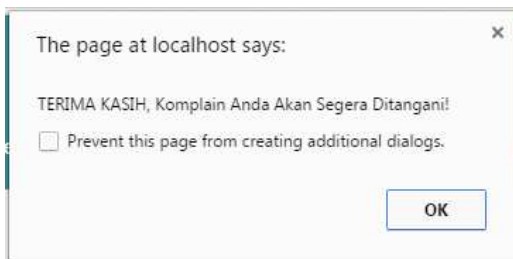 The page at localhost says:
TERIMA KASIH, Komplain Anda Akan Segera Ditangani!
Prevent this page from creating additional dialogs.
OK